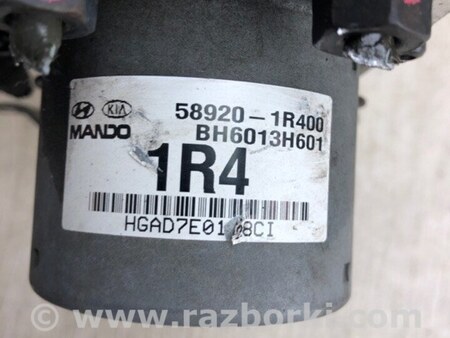 KIA 58920-1R400
MANDO BH6013H601
1R4
© www.razborki.com